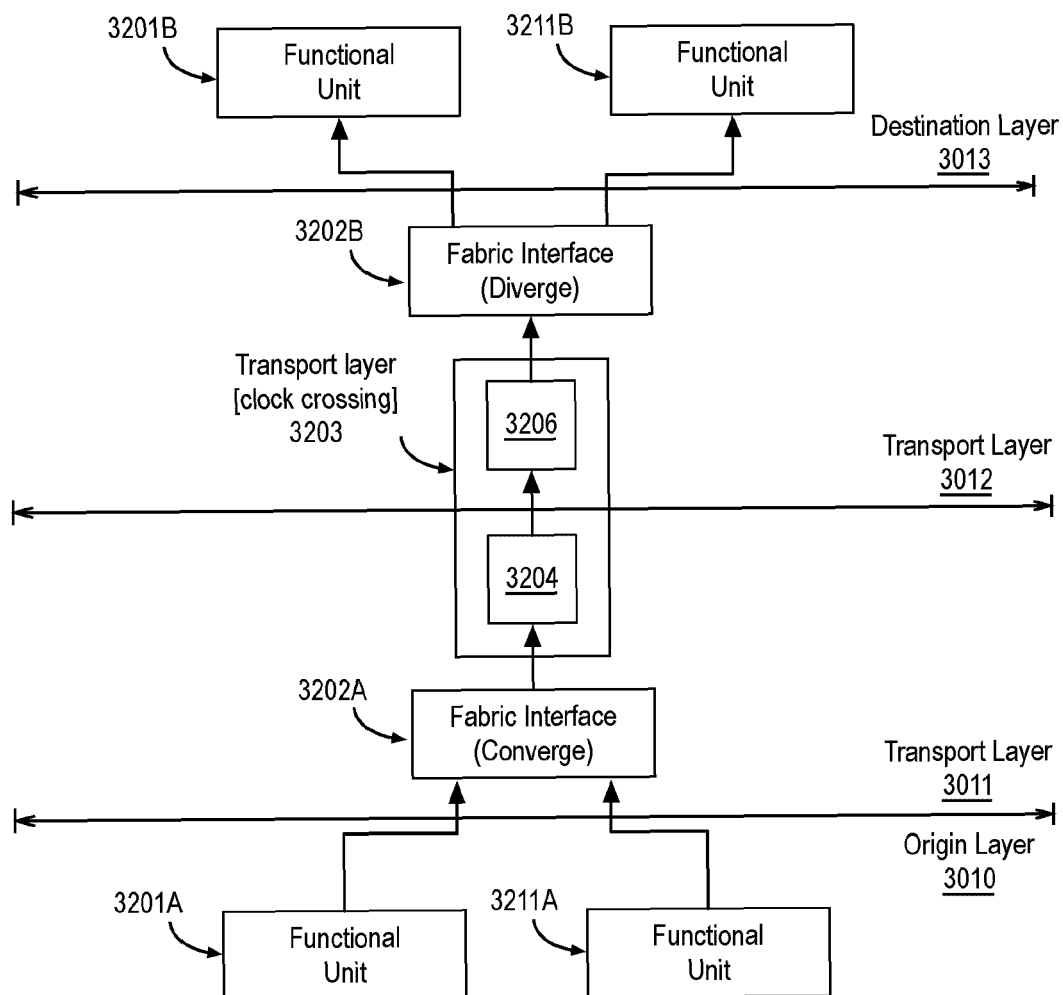 3201B
Functional
Unit
3211B
Functional
Unit
Destination Layer
3013
3202B
Fabric Interface
(Diverge)
Transport layer
[clock crossing]
3203
3206
Transport Layer
3012
3204
3202A
Fabric Interface
(Converge)
Transport Layer
3011
Origin Layer
3010
3201A
Functional
Unit
3211A
Functional
Unit